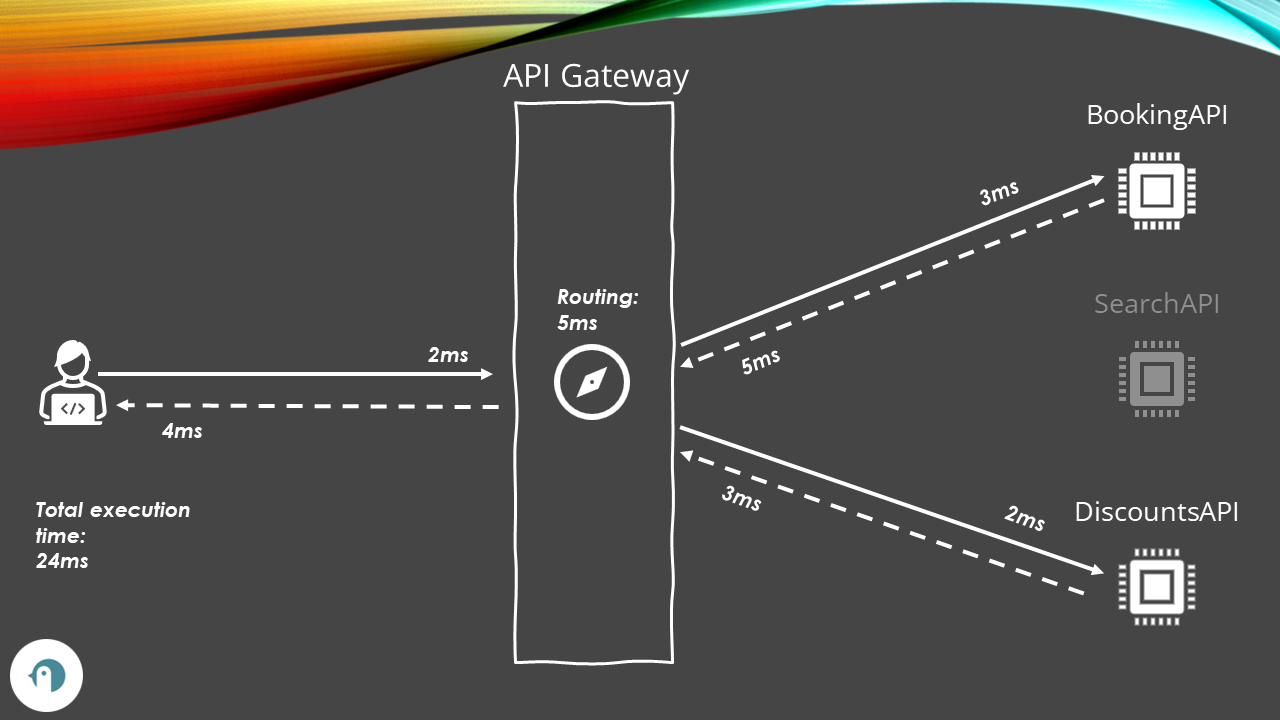 API Gateway
BookingAPI
3ms
Routing:
5ms
SearchAPI
2ms
5ms
</>
4ms
3ms
2ms
DiscountsAPI
Total execution
time:
24ms